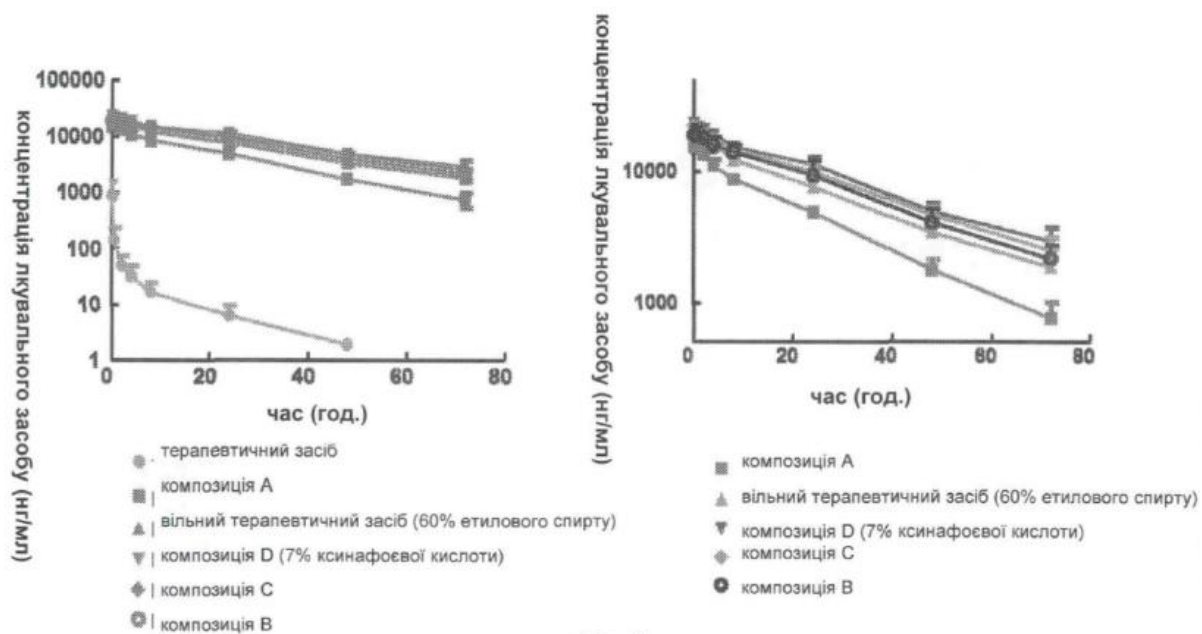 концентрація лкувального засобу (нг/мл)
100000
10000
1000
100
10
1
0 20 40 60 80
час (год.)
терапевтичний засіб
композиція А
вільний терапевтичний засіб (60% етилового спирту)
композиція D (7% ксинафоєвої кислоти)
композиція С
композиція В
концентрація лкувального засобу (нг/мл)
10000
1000
0 20 40 60 80
час (год.)
композиція А
вільний терапевтичний засіб (60% етилового спирту)
композиція D (7% ксинафоєвої кислоти)
композиція С
композиція В